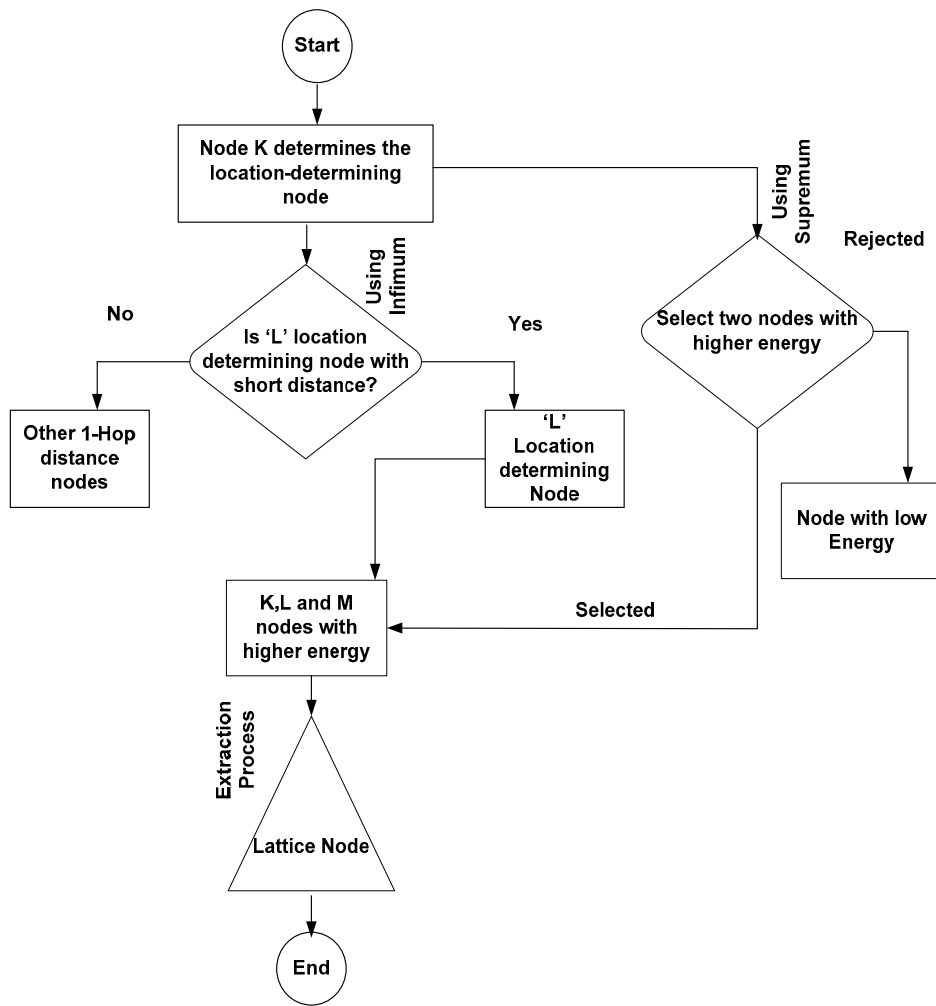 Start
Node K determines the
location-determining
node
Using
Supremum
Rejected
Using
Infimum
No
Is ‘L’ location
determining node with
short distance?
Yes
Select two nodes with
higher energy
Other 1-Hop
distance
nodes
‘L’
Location
determining
Node
Node with low
Energy
K,L and M
nodes with
higher energy
Selected
Extraction
Process
Lattice Node
End